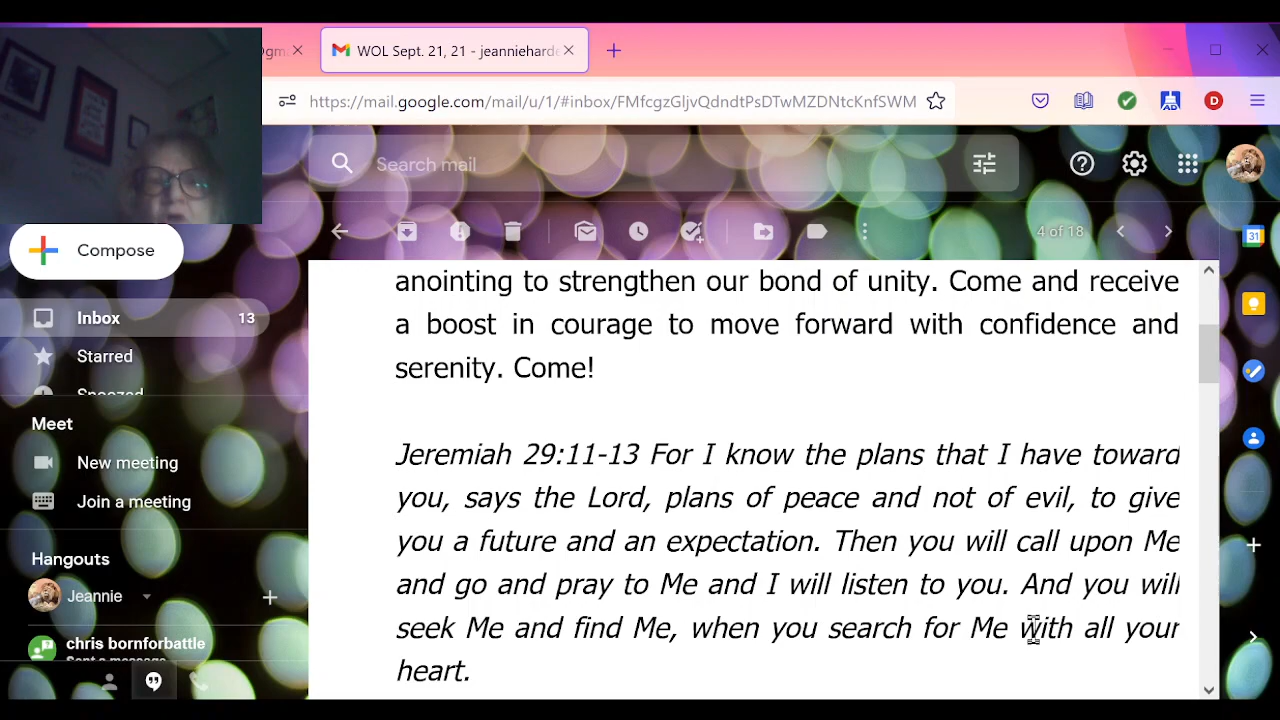 gm
WOL Sept. 21, 21 - jeannieharde
https://mail.google.com/mail/u/1/#inbox/FMfcgzGljvQdndtPsDTwMZDNtcKnfSWM
AD
D
Search mail
Compose
4 of 18
31
Inbox 13
Starred
Snoozed
Meet
New meeting
Join a meeting
Hangouts
Jeannie
chris bornforbattle
Sent a message
anointing to strengthen our bond of unity. Come and receive
a boost in courage to move forward with confidence and
serenity. Come!
Jeremiah 29:11-13 For I know the plans that I have toward
you, says the Lord, plans of peace and not of evil, to give
you a future and an expectation. Then you will call upon Me
and go and pray to Me and I will listen to you. And you will
seek Me and find Me, when you search for Me with all your
heart.